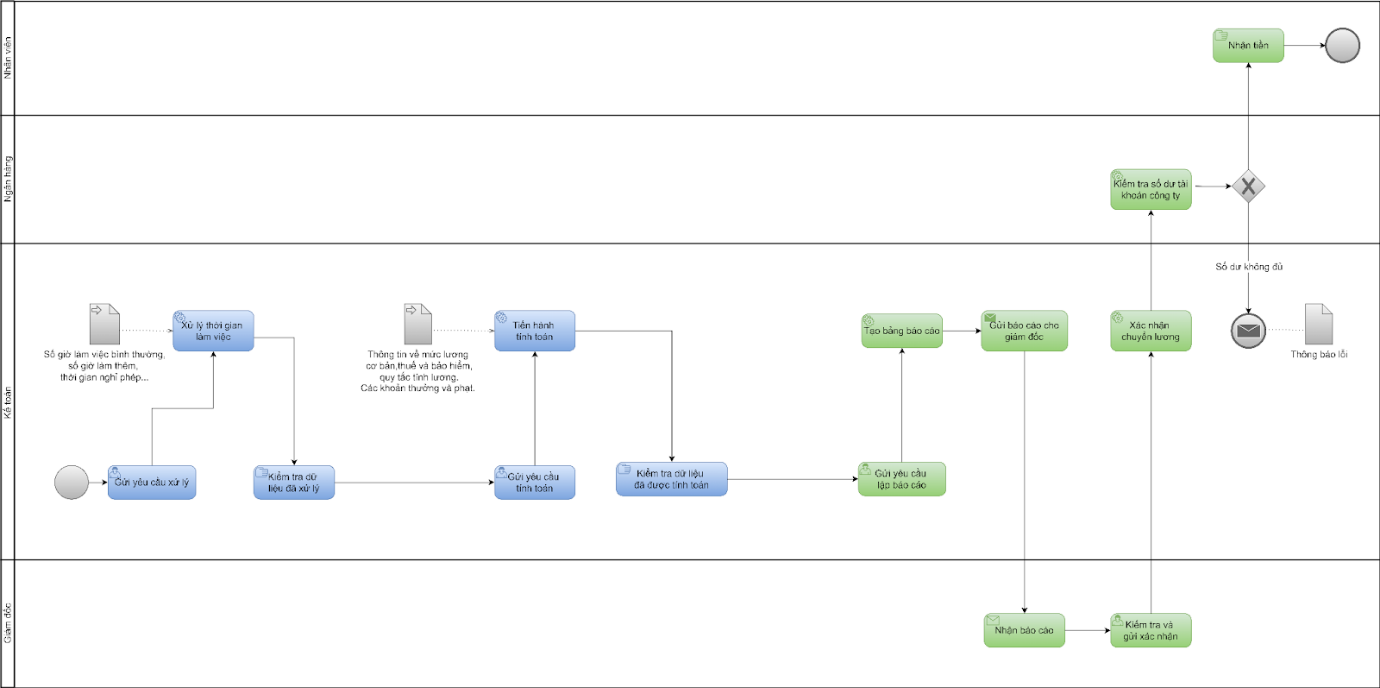 Nhân viên
Nhận tiền
Ngân hàng
Kiểm tra số dư tài
khoản công ty
Kế toán
Số dư không đủ
Xử lý thời gian
làm việc
Số giờ làm việc bình thường,
số giờ làm thêm,
thời gian nghỉ phép...
Tiến hành
tính toán
Thông tin về mức lương
cơ bản,thuế và bảo hiểm,
quy tắc tính lương.
Các khoản thưởng và phạt.
Tạo bảng báo cáo
Gửi báo cáo cho
giám đốc
Xác nhận
chuyển lương
Thông báo lỗi
Gửi yêu cầu xử lý
Kiểm tra dữ
liệu đã xử lý
Gửi yêu cầu
tính toán
Kiểm tra dữ liệu
đã được tính toán
Gửi yêu cầu
lập báo cáo
Giám đốc
Nhận báo cáo
Kiểm tra và
gửi xác nhận